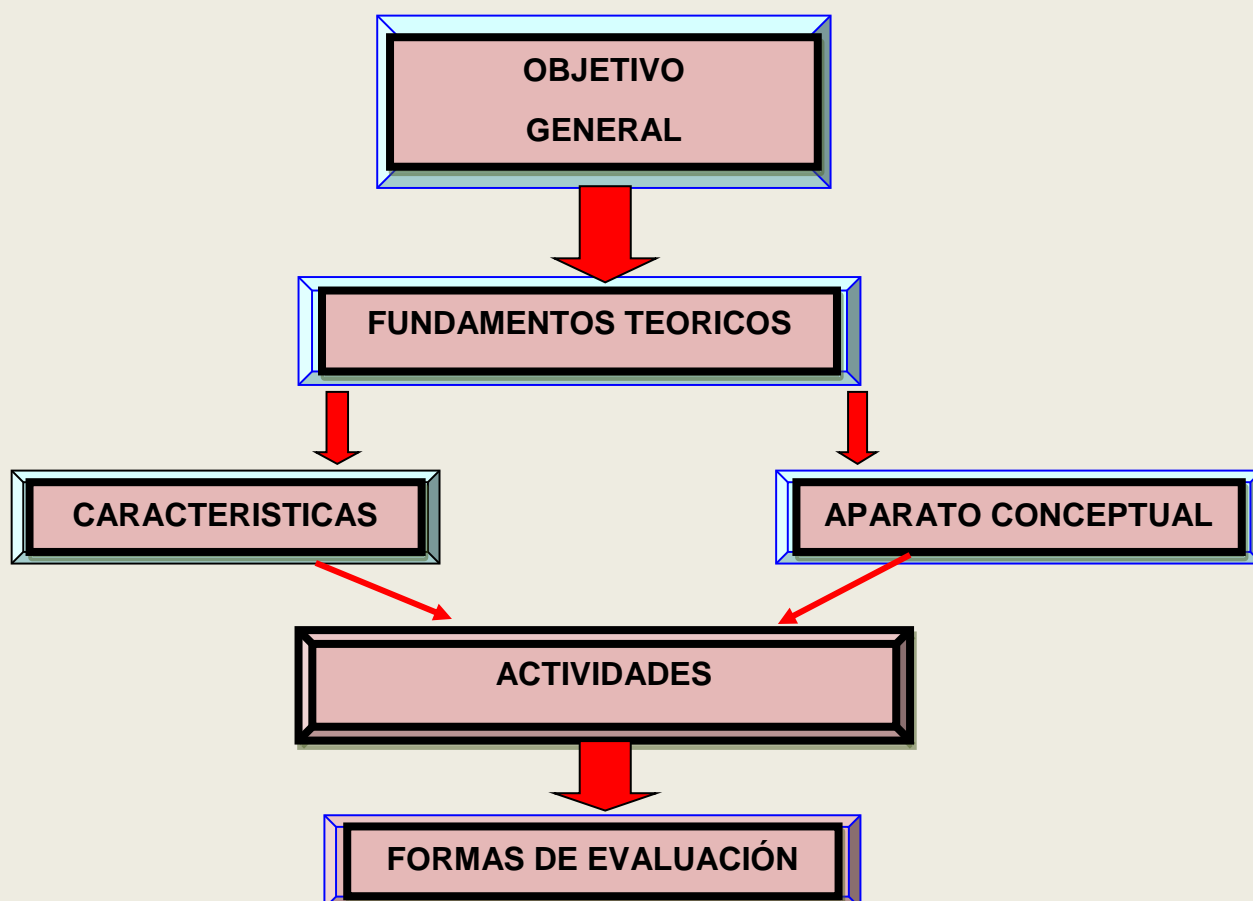 OBJETIVO
GENERAL
FUNDAMENTOS TEORICOS
CARACTERISTICAS
APARATO CONCEPTUAL
ACTIVIDADES
FORMAS DE EVALUACIÓN